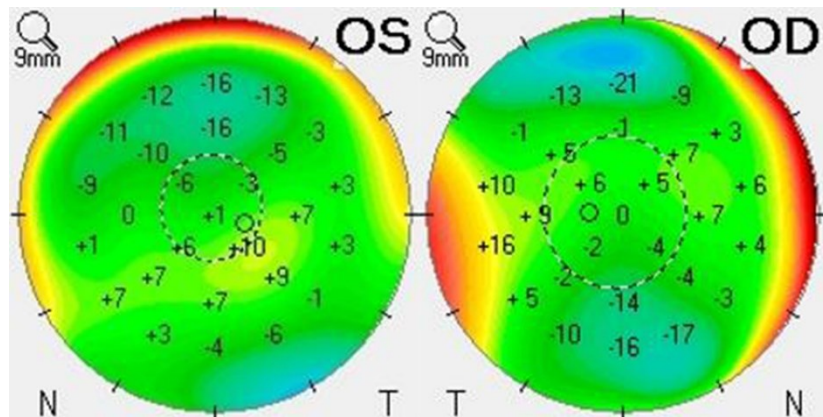 OS
9mm
-16
-12 -13
-11 -16 -3
-10 -5
-9 -6 -3 +3
0 +1 +7
+1 +6 +10 +3
+7 +9
+7 +7 -1
+3 -6
-4
N T
OD
9mm
-21
-13 -9
-1 -1 +3
+5 +7
+10 +6 +5 +6
+9 0 +7
+16 -2 -4 +4
-2 -4
+5 -14 -3
-10 -17
-16
T N